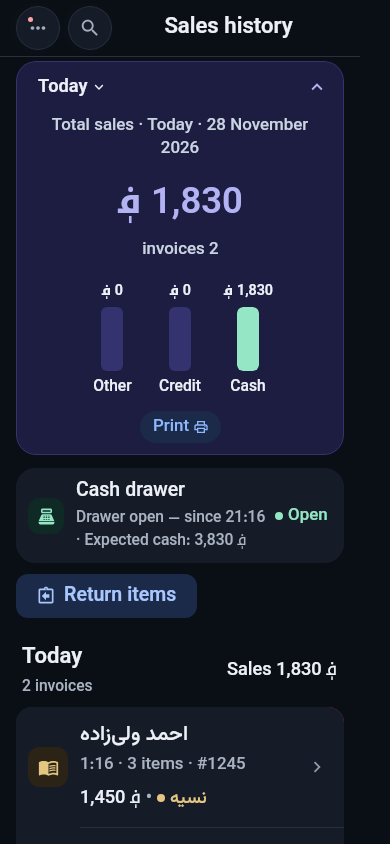 Sales history
Today
Total sales · Today · 28 November
2026
؋ 1,830
invoices 2
؋ 0
؋ 0
؋ 1,830
Other
Credit
Cash
Print
Cash drawer
Drawer open — since 21:16
· Expected cash: 3,830 ؋
Open
Return items
Today
2 invoices
Sales 1,830 ؋
احمد ولی‌زاده
1:16 · 3 items · #1245
1,450 ؋ • نسیه